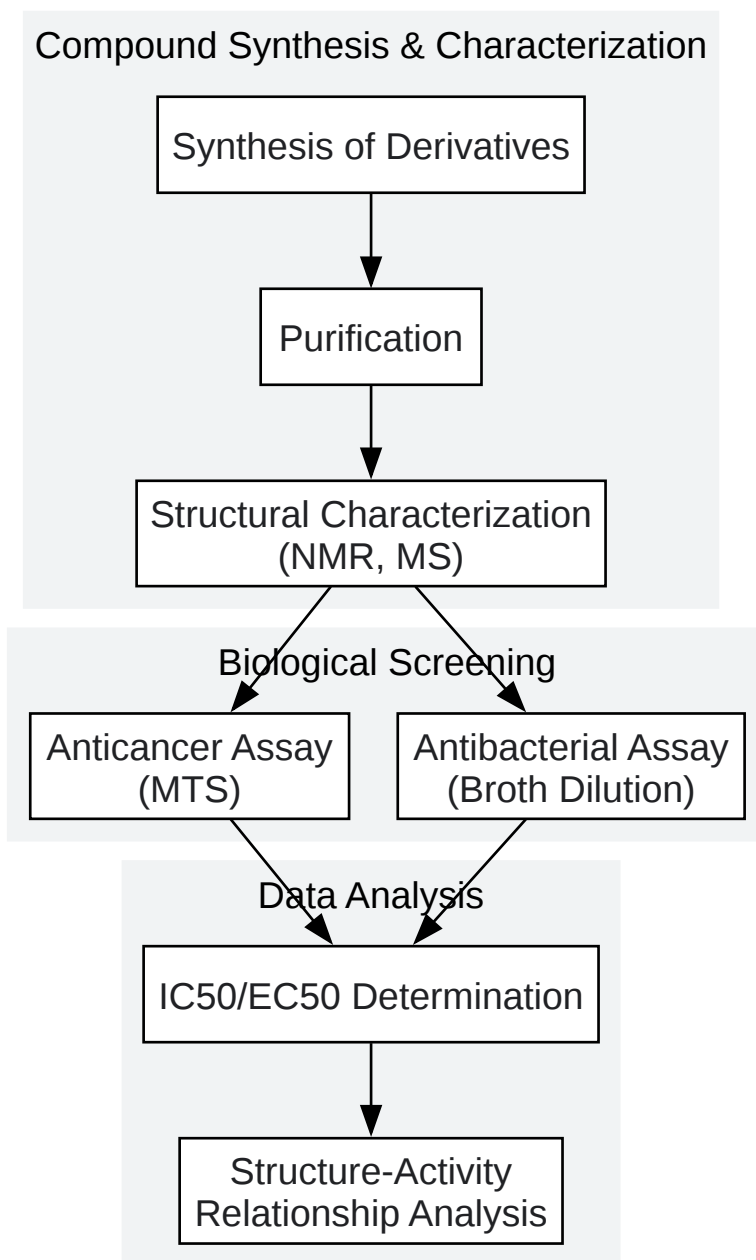 Compound Synthesis & Characterization
Synthesis of Derivatives
Purification
Structural Characterization
(NMR, MS)
Biological Screening
Anticancer Assay
(MTS)
Antibacterial Assay
(Broth Dilution)
Data Analysis
IC50/EC50 Determination
Structure-Activity
Relationship Analysis